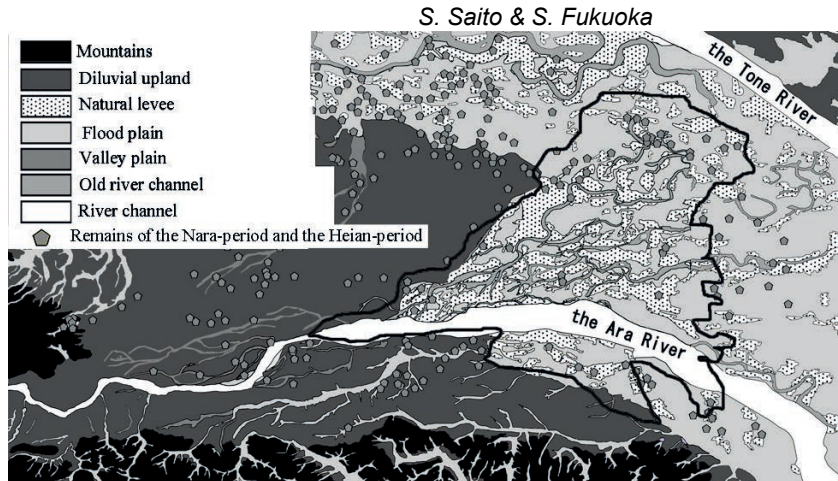 S. Saito & S. Fukuoka
Mountains
Diluvial upland
Natural levee
Flood plain
Valley plain
Old river channel
River channel
Remains of the Nara-period and the Heian-period
the Tone River
the Ara River